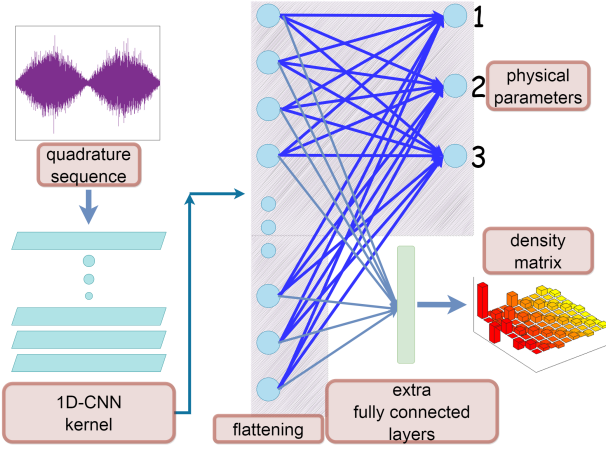 quadrature
sequence
1D-CNN
kernel
flattening
1
2
3
physical
parameters
density
matrix
extra
fully connected
layers